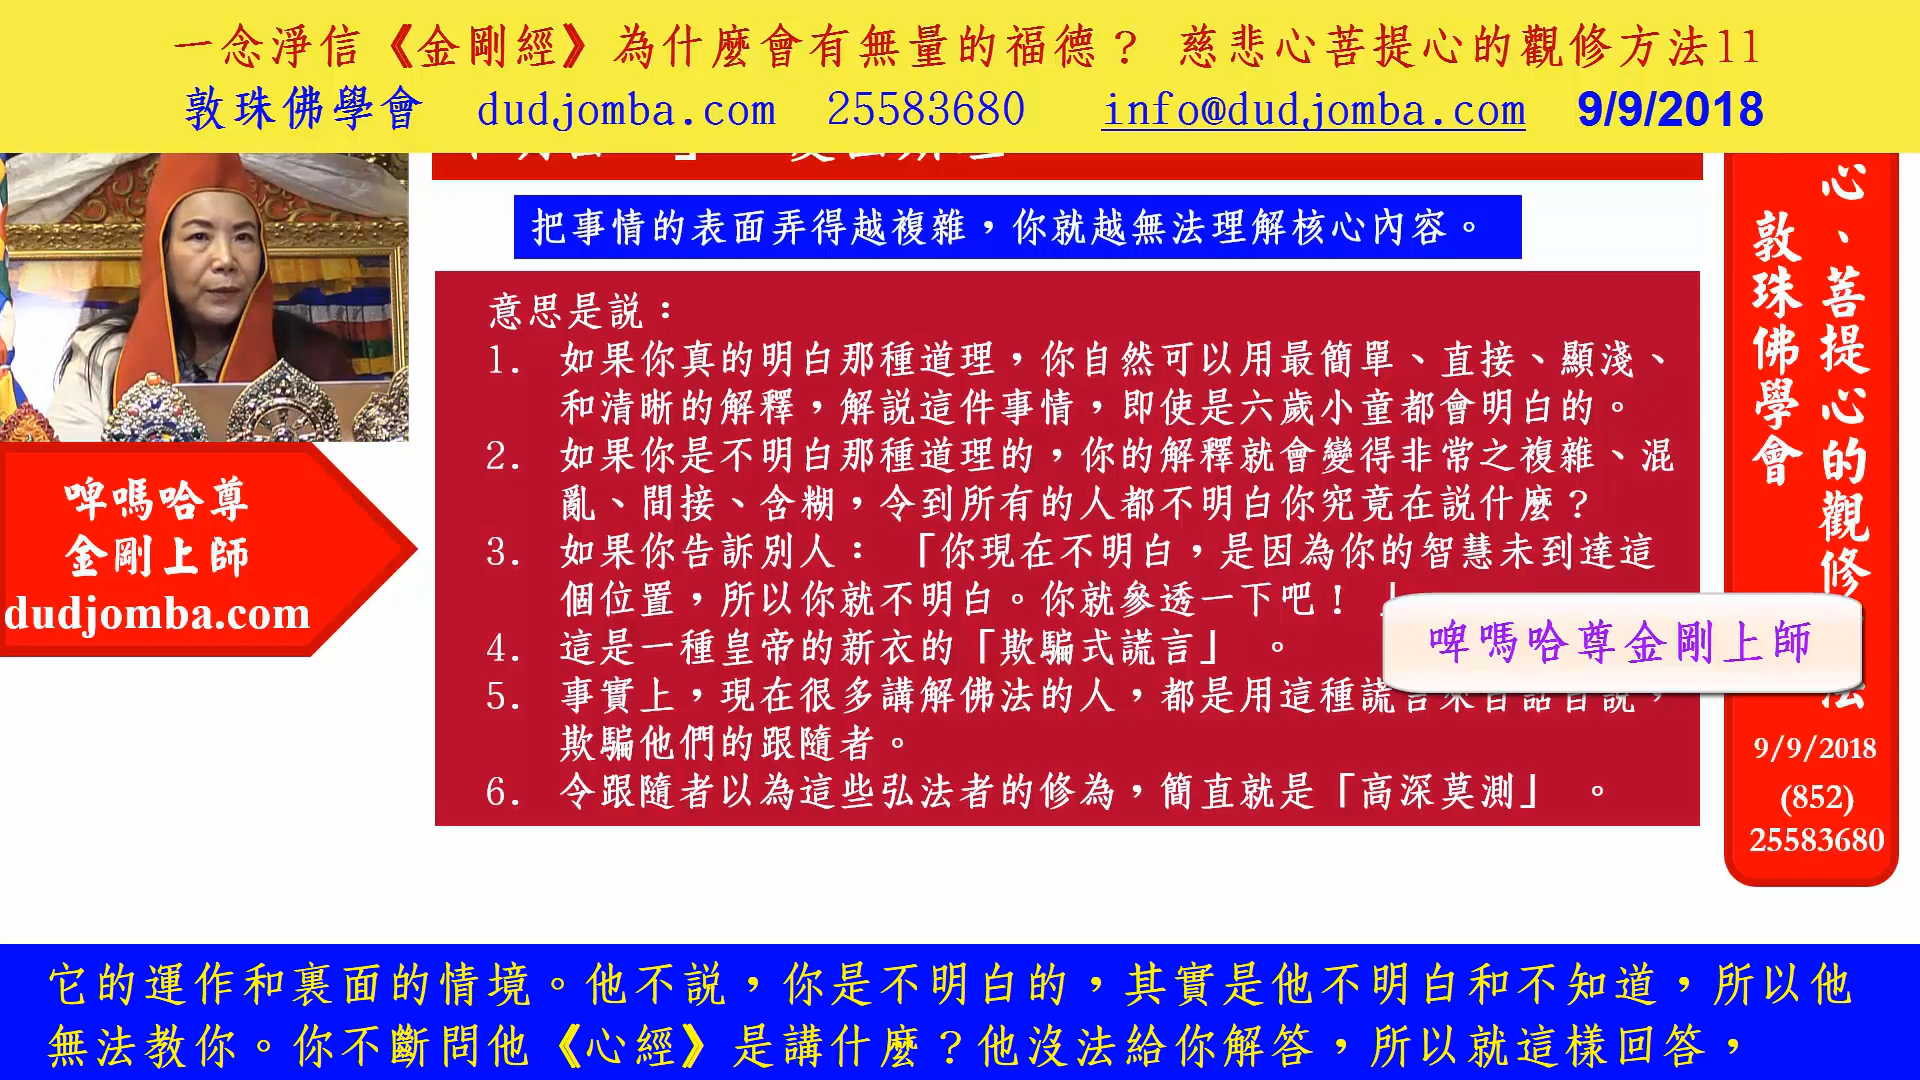 一念淨信《金剛經》為什麼會有無量的福德？ 慈悲心菩提心的觀修方法11
敦珠佛學會 dudjomba.com 25583680 info@dudjomba.com 9/9/2018
把事情的表面弄得越複雜，你就越無法理解核心內容。
意思是説：
1. 如果你真的明白那種道理，你自然可以用最簡單、直接、顯淺、
和清晰的解釋，解説這件事情，即使是六歲小童都會明白的。
2. 如果你是不明白那種道理的，你的解釋就會變得非常之複雜、混
亂、間接、含糊，令到所有的人都不明白你究竟在説什麼？
3. 如果你告訴別人： 「你現在不明白，是因為你的智慧未到達這
個位置，所以你就不明白。你就參透一下吧！ 」
4. 這是一種皇帝的新衣的「欺騙式謊言」 。
5. 事實上，現在很多講解佛法的人，都是用這種謊言來自話自説，
欺騙他們的跟隨者。
6. 令跟隨者以為這些弘法者的修為，簡直就是「高深莫測」 。
啤嗎哈尊
金剛上師
dudjomba.com
啤嗎哈尊金剛上師
心、菩提心的觀修 法
敦珠佛學會
9/9/2018
(852)
25583680
它的運作和裏面的情境。他不説，你是不明白的，其實是他不明白和不知道，所以他
無法教你。你不斷問他《心經》是講什麼？他沒法給你解答，所以就這樣回答，